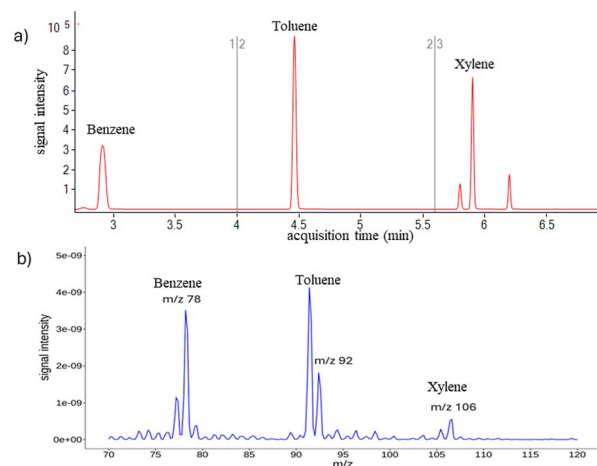 a)
10 5
Toluene
1 2
2 3
Xylene
Benzene
signal intensity
8
7
6
5
4
3
2
1
3
3.5
4
4.5
5
5.5
6
6.5
acquisition time (min)
b)
5e-09
4e-09
3e-09
2e-09
1e-09
0e+00
signal intensity
Benzene
m/z 78
Toluene
m/z 92
Xylene
m/z 106
70
75
80
85
90
95
100
105
110
115
120
m/z